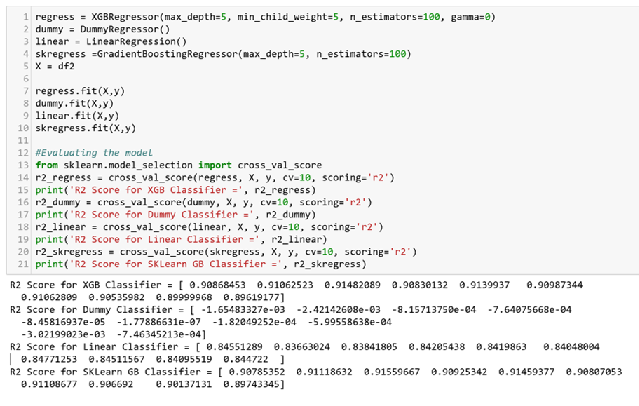 1 regress = XGBRegressor(max_depth=5, min_child_weight=5, n_estimators=100, gamma=0)
2 dummy = DummyRegressor()
3 linear = LinearRegression()
4 skregress =GradientBoostingRegressor(max_depth=5, n_estimators=100)
5 X = df2
6
7 regress.fit(X,y)
8 dummy.fit(X,y)
9 linear.fit(X,y)
10 skregress.fit(X,y)
11
12 #Evaluating the model
13 from sklearn.model_selection import cross_val_score
14 r2_regress = cross_val_score(regress, X, y, cv=10, scoring='r2')
15 print('R2 Score for XGB Classifier =', r2_regress)
16 r2_dummy = cross_val_score(dummy, X, y, cv=10, scoring='r2')
17 print('R2 Score for Dummy Classifier =', r2_dummy)
18 r2_linear = cross_val_score(linear, X, y, cv=10, scoring='r2')
19 print('R2 Score for Linear Classifier =', r2_linear)
20 r2_skregress = cross_val_score(skregress, X, y, cv=10, scoring='r2')
21 print('R2 Score for SKLearn GB Classifier =', r2_skregress)
R2 Score for XGB Classifier = [ 0.90868453 0.91062523 0.91482089 0.90830132 0.9139937 0.90987344
0.91062809 0.90535982 0.89999968 0.89619177]
R2 Score for Dummy Classifier = [ -1.65483327e-03 -2.42142608e-03 -8.15713750e-04 -7.64075668e-04
-8.45816937e-05 -1.77886631e-07 -1.82049252e-04 -5.99558638e-04
-3.02199023e-03 -7.46345213e-04]
R2 Score for Linear Classifier = [ 0.84551289 0.83663024 0.83841805 0.84205438 0.8419863 0.84048004
0.84771253 0.84511567 0.84095519 0.844722 ]
R2 Score for SKLearn GB Classifier = [ 0.90785352 0.91118632 0.91559667 0.90925342 0.91459377 0.90807053
0.91108677 0.906692 0.90137131 0.89743345]